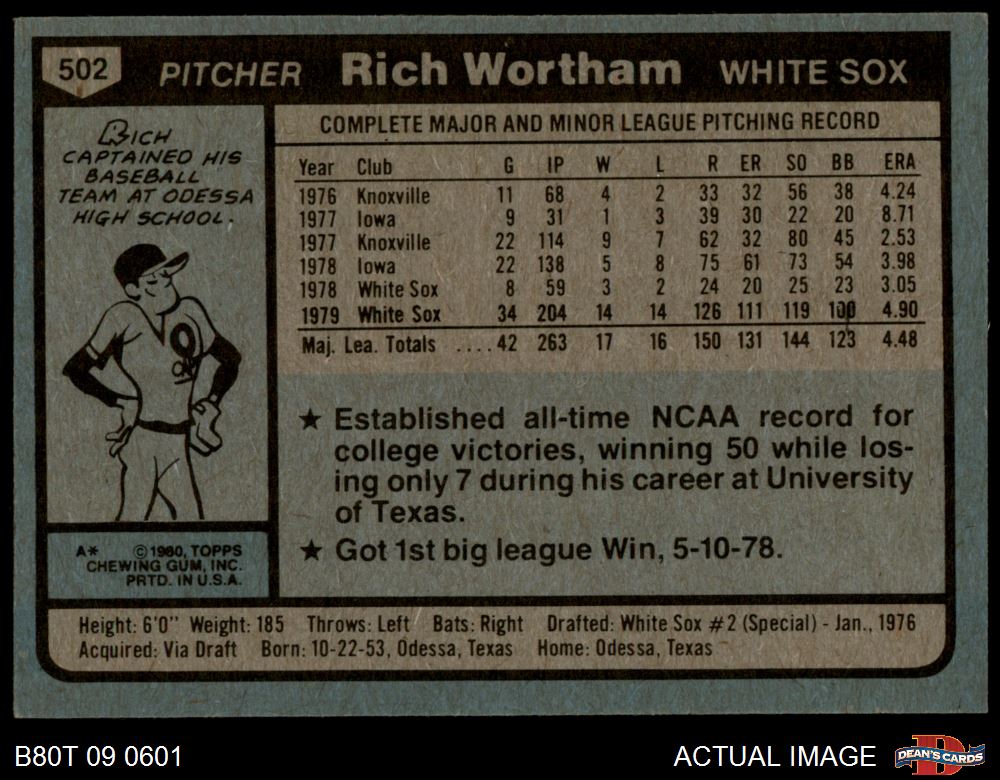 502 PITCHER Rich Wortham WHITE SOX
RICH
CAPTAINED HIS
BASEBALL
TEAM AT ODESSA
HIGH SCHOOL.
COMPLETE MAJOR AND MINOR LEAGUE PITCHING RECORD
Year Club G IP W L R ER SO BB ERA
1976 Knoxville 11 68 4 2 33 32 56 38 4.24
1977 Iowa 9 31 1 3 39 30 22 20 8.71
1977 Knoxville 22 114 9 7 62 32 80 45 2.53
1978 Iowa 22 138 5 8 75 61 73 54 3.98
1978 White Sox 8 59 3 2 24 20 25 23 3.05
1979 White Sox 34 204 14 14 126 111 119 100 4.90
Maj. Lea. Totals ....42 263 17 16 150 131 144 123 4.48
★ Established all-time NCAA record for
college victories, winning 50 while los-
ing only 7 during his career at University
of Texas.
★ Got 1st big league Win, 5-10-78.
A* © 1980, TOPPS
CHEWING GUM, INC.
PRTD. IN U.S.A.
Height: 6'0" Weight: 185 Throws: Left Bats: Right Drafted: White Sox #2 (Special) - Jan., 1976
Acquired: Via Draft Born: 10-22-53, Odessa, Texas Home: Odessa, Texas
B80T 09 0601 ACTUAL IMAGE DEAN'S CARDS